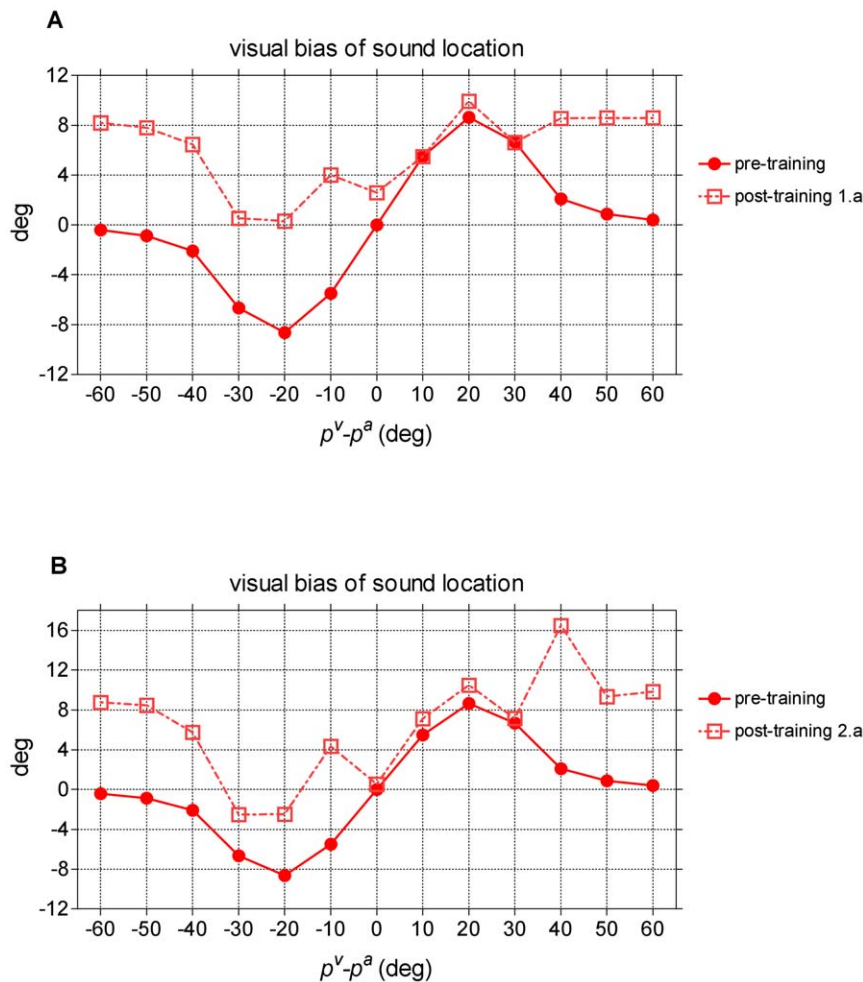 A
visual bias of sound location
12
8
4
0
-4
-8
-12
deg
-60 -50 -40 -30 -20 -10 0 10 20 30 40 50 60
pᵛ-pᵃ (deg)
pre-training
post-training 1.a
B
visual bias of sound location
16
12
8
4
0
-4
-8
-12
deg
-60 -50 -40 -30 -20 -10 0 10 20 30 40 50 60
pᵛ-pᵃ (deg)
pre-training
post-training 2.a